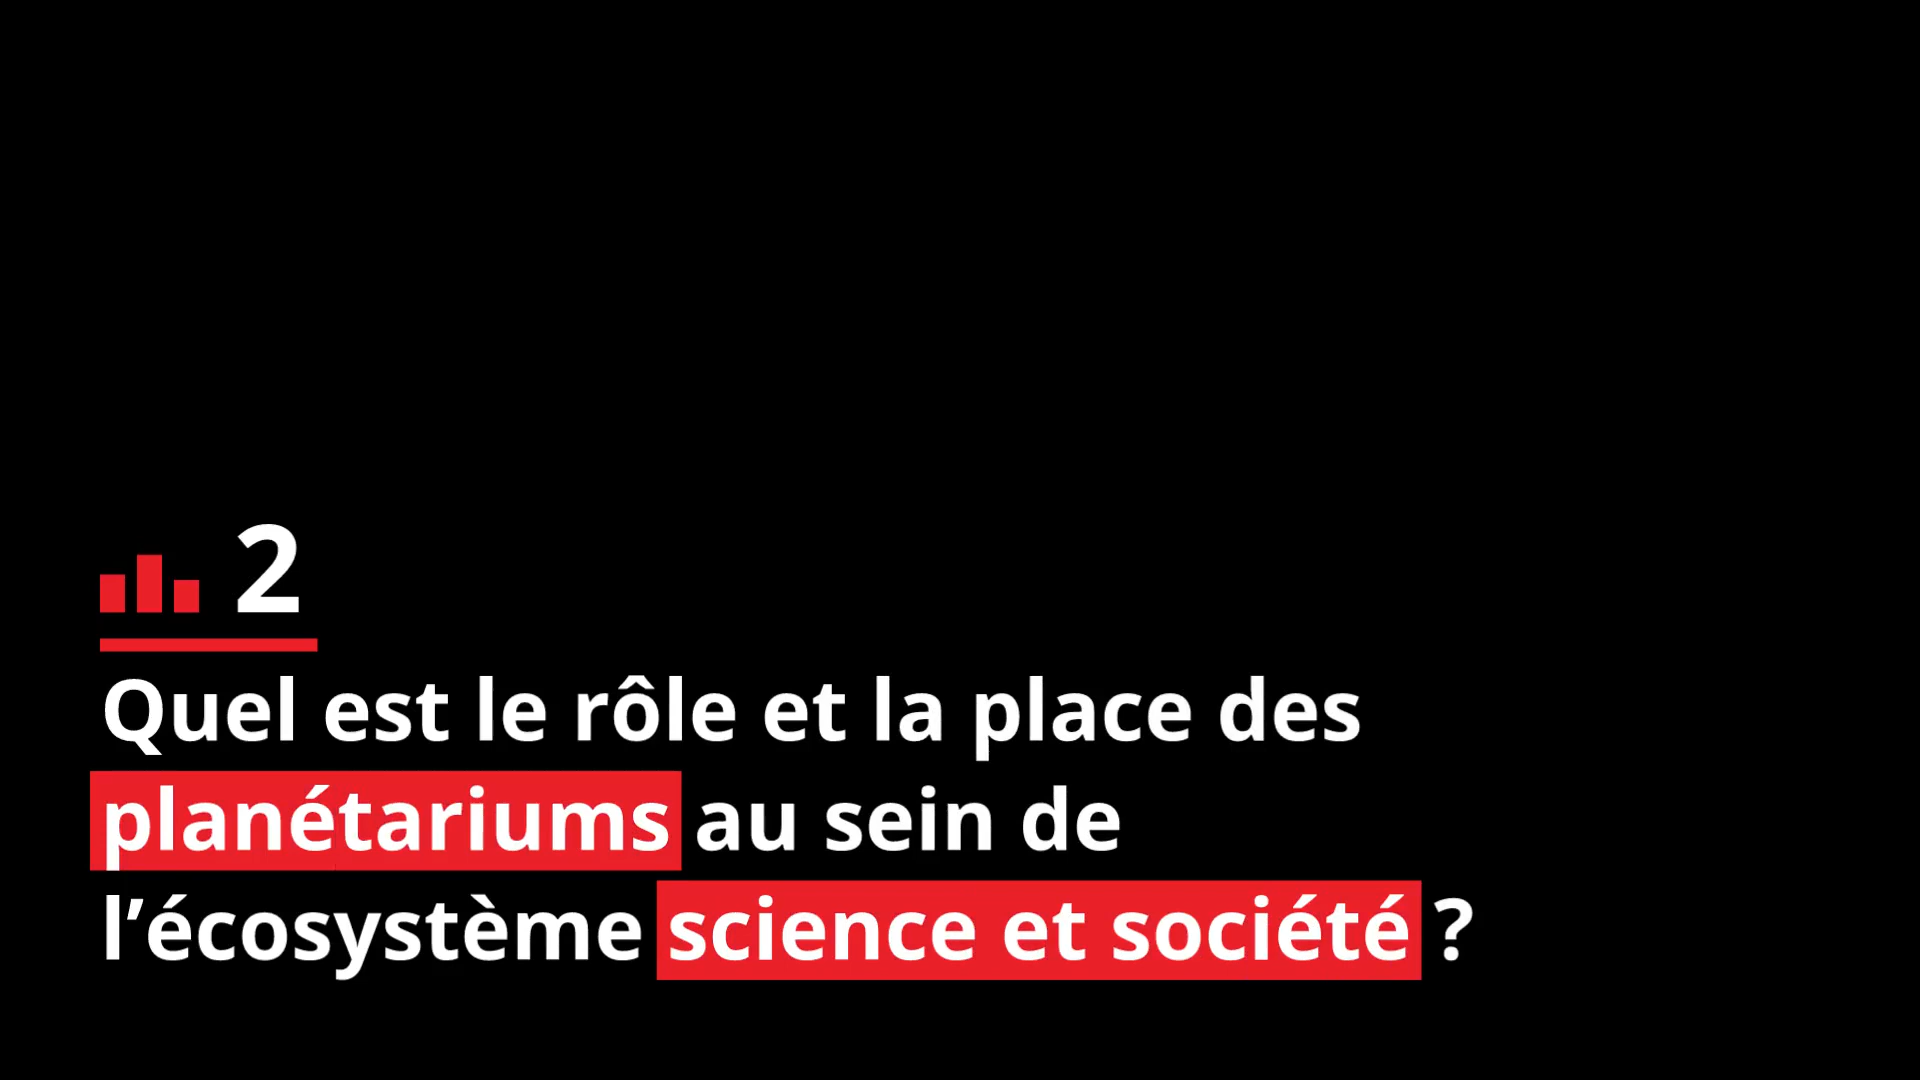 2
Quel est le rôle et la place des
planétariums au sein de
l’écosystème science et société ?